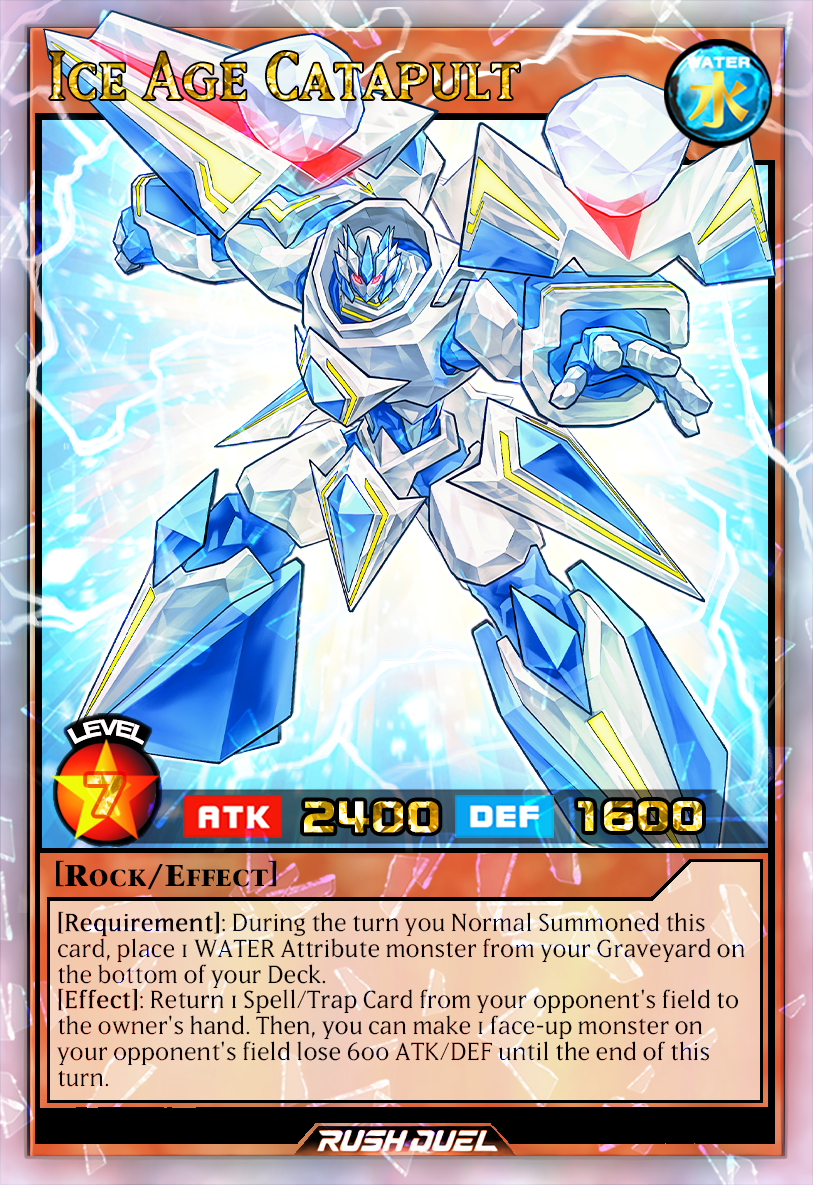 Ice Age Catapult
WATER
水
LEVEL
7
ATK 2400 DEF 1600
[Rock/Effect]
[Requirement]: During the turn you Normal Summoned this
card, place 1 WATER Attribute monster from your Graveyard on
the bottom of your Deck.
[Effect]: Return 1 Spell/Trap Card from your opponent's field to
the owner's hand. Then, you can make 1 face-up monster on
your opponent's field lose 600 ATK/DEF until the end of this
turn.
RUSH DUEL